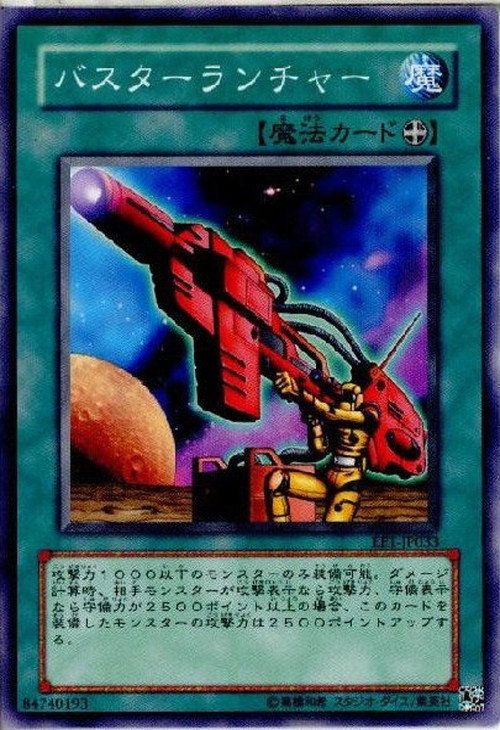 バスターランチャー
魔
【魔法カード】
EE1-JP033
攻撃力1000以下のモンスターのみ装備可能。ダメージ
計算時、相手モンスターが攻撃表示なら攻撃力、守備表示
なら守備力が2500ポイント以上の場合、このカードを
装備したモンスターの攻撃力は2500ポイントアップす
る。
84740193
©高橋和希 スタジオ・ダイス/集英社